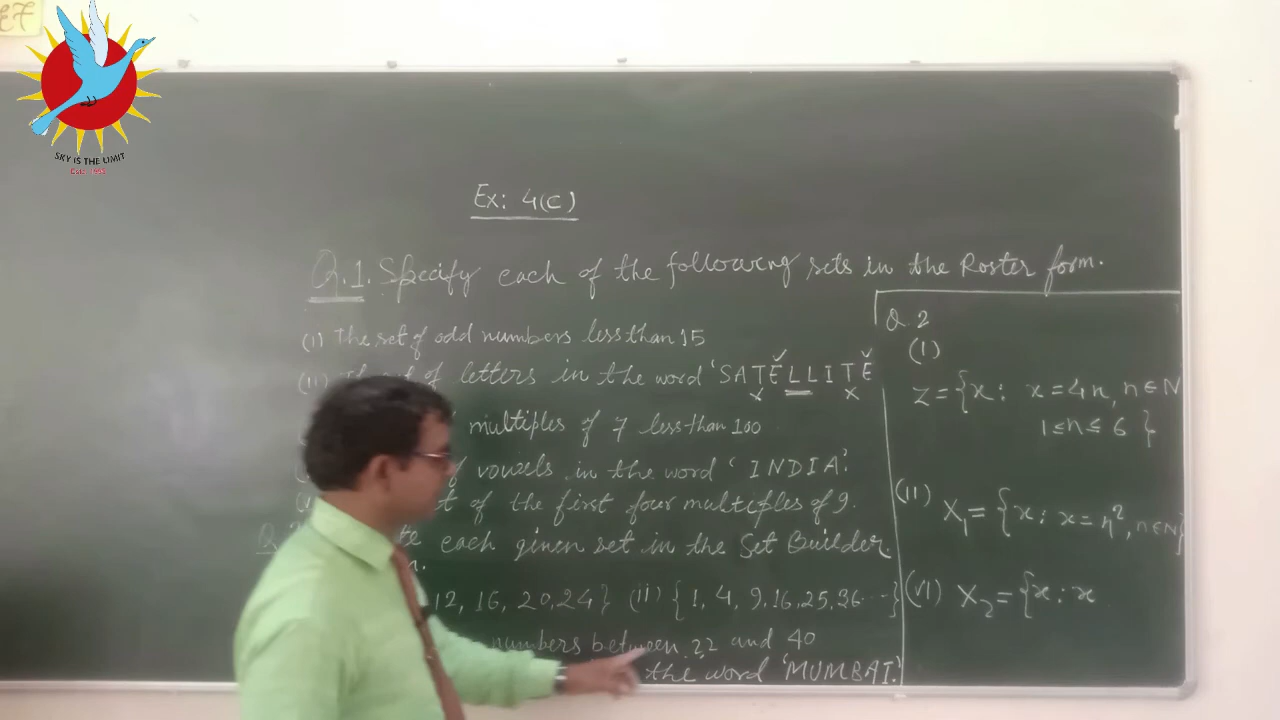 SKY IS THE LIMIT
Estd. 1953
Ex: 4(C)
Q.1. Specify each of the following sets in the Roster form.
(i) The set of odd numbers less than 15
(ii) of letters in the word 'SATELLITE
multiples of 7 less than 100
of vowels in the word 'INDIA'.
of the first four multiples of 9.
each given set in the Set Builder
12, 16, 20, 24} (ii) {1, 4, 9, 16, 25, 36 ...}
numbers between 22 and 40
the word 'MUMBAI.'
Q 2
(I)
Z = {x : x = 4n, n ∈ N
1 ≤ n ≤ 6 }
(II) X₁ = {x : x = n², n ∈ N}
(VI) X₂ = {x : x